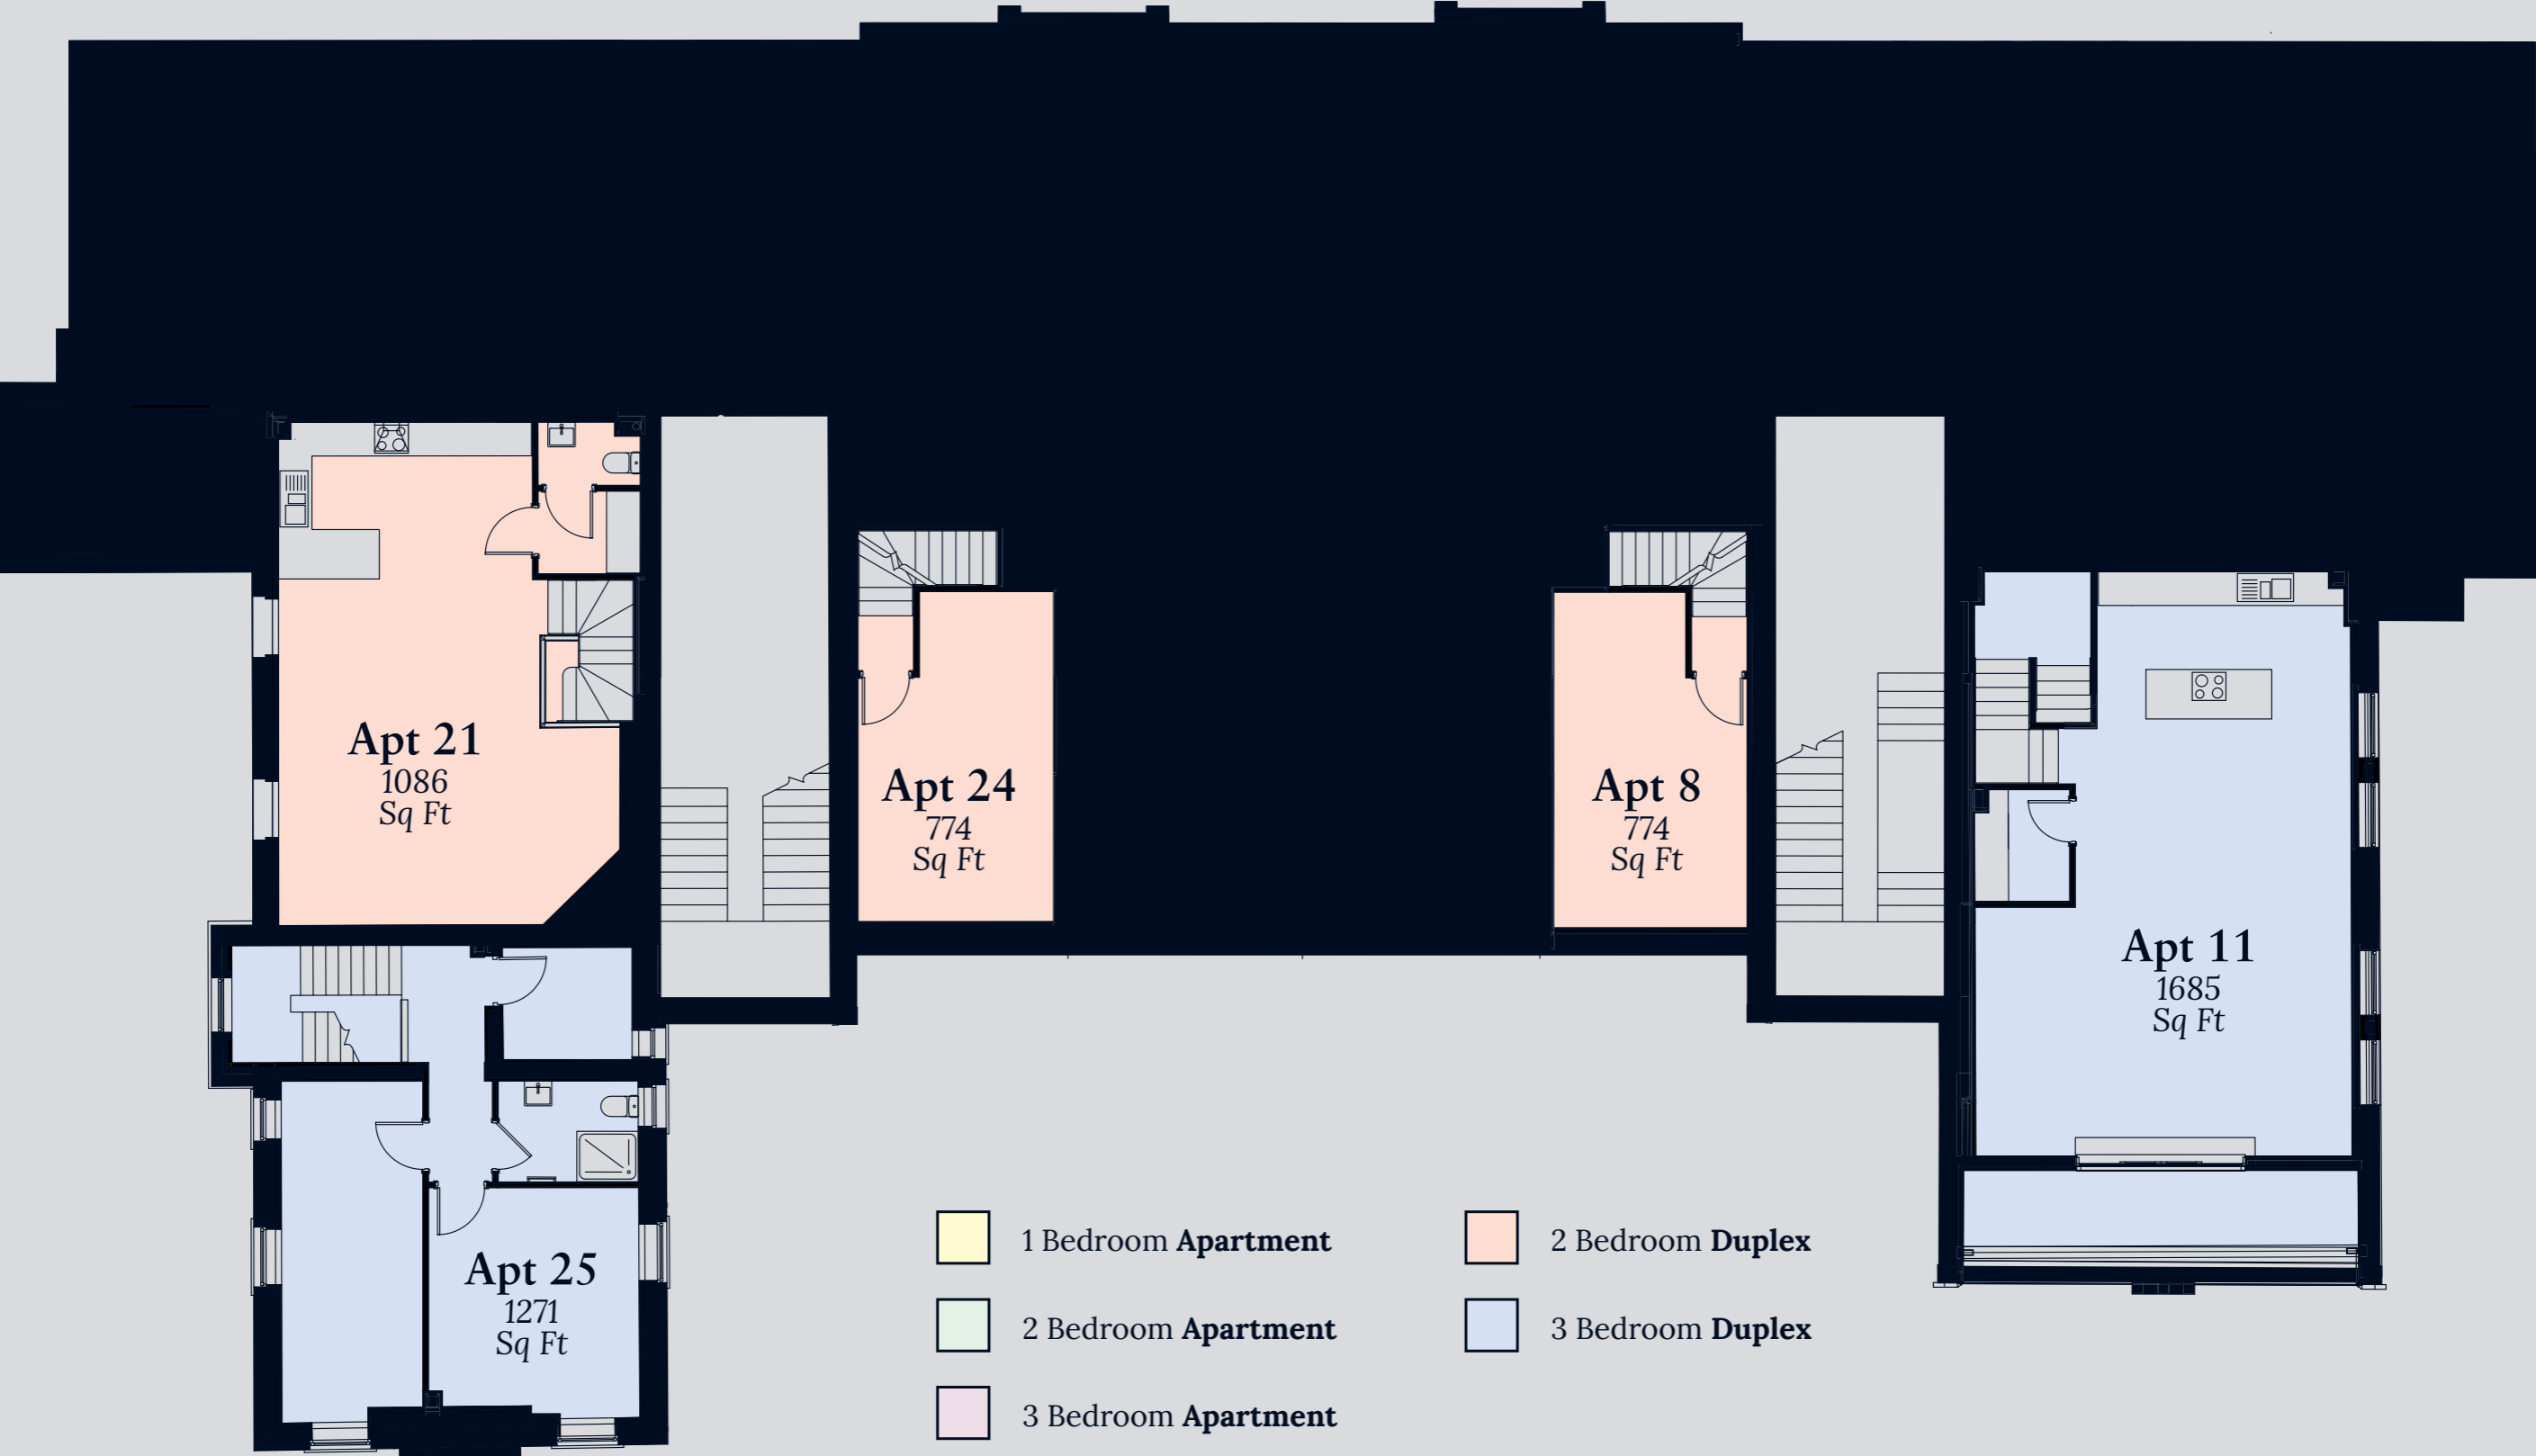 Apt 21
1086
Sq Ft
Apt 24
774
Sq Ft
Apt 8
774
Sq Ft
Apt 11
1685
Sq Ft
Apt 25
1271
Sq Ft
1 Bedroom Apartment
2 Bedroom Apartment
3 Bedroom Apartment
2 Bedroom Duplex
3 Bedroom Duplex